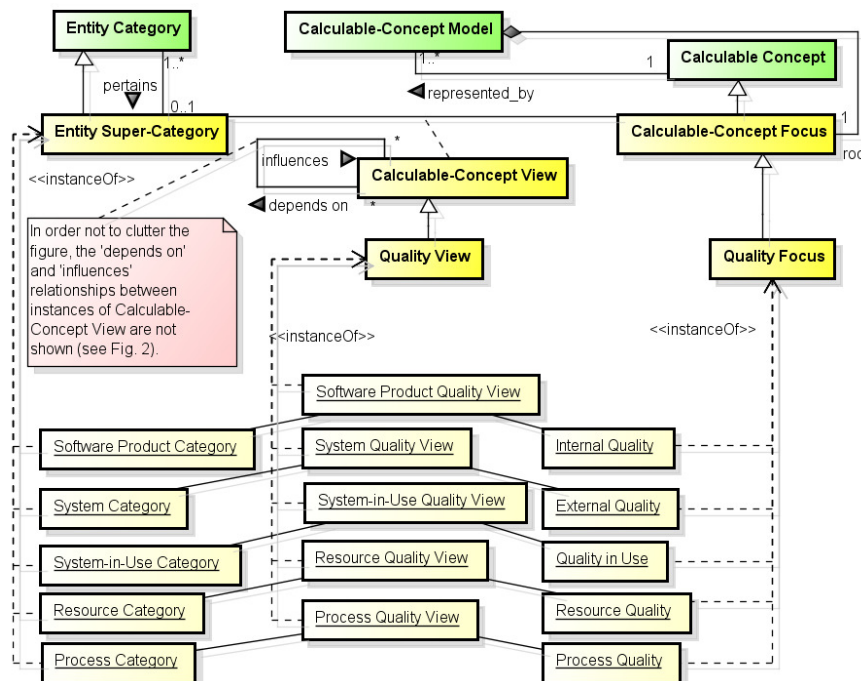 Entity Category
Calculable-Concept Model
1..*
1..*
1
Calculable Concept
pertains
represented_by
0..1
Entity Super-Category
1
Calculable-Concept Focus
*
influences
Calculable-Concept View
<<instanceOf>>
depends on
*
In order not to clutter the
figure, the 'depends on'
and 'influences'
relationships between
instances of Calculable-
Concept View are not
shown (see Fig. 2).
Quality View
Quality Focus
<<instanceOf>>
<<instanceOf>>
Software Product Quality View
Software Product Category
System Quality View
Internal Quality
System Category
System-in-Use Quality View
External Quality
System-in-Use Category
Resource Quality View
Quality in Use
Resource Category
Process Quality View
Resource Quality
Process Category
Process Quality